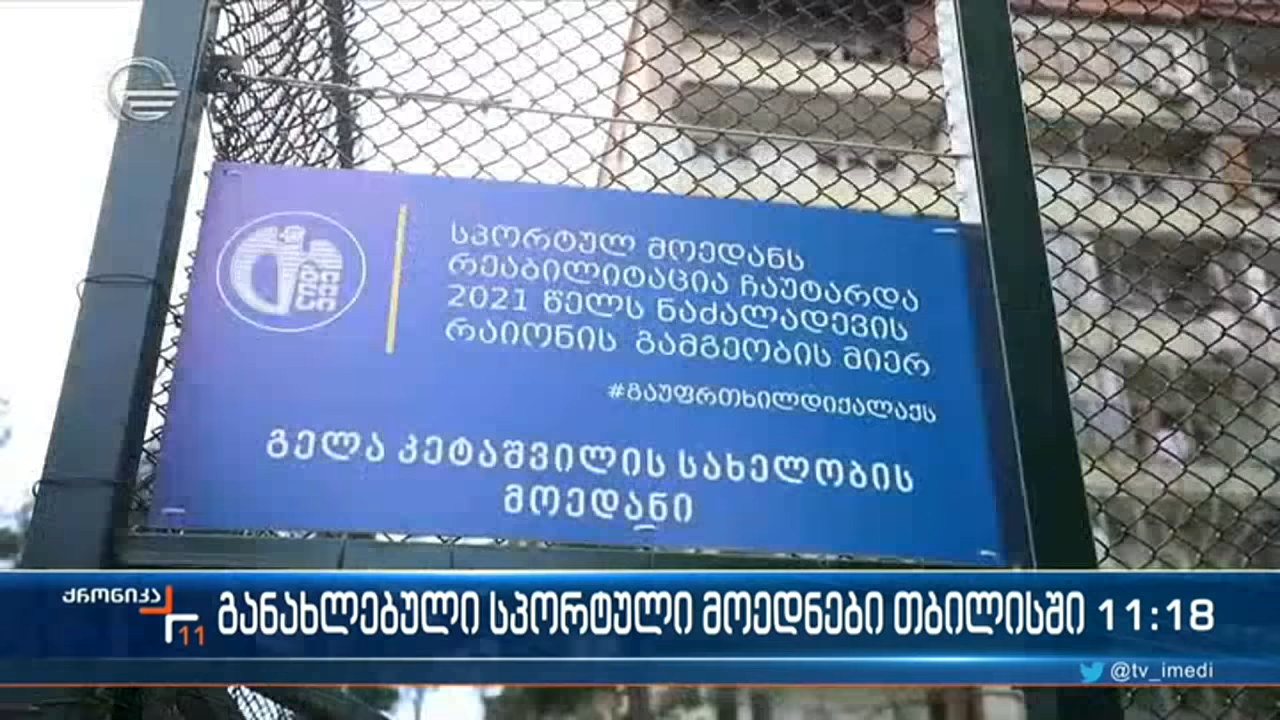 სპორტულ მოედანს
რეაბილიტაცია ჩაუტარდა
2021 წელს ნაძალადევის
რაიონის გამგეობის მიერ
#გაუფრთხილდიქალაქს
გელა კეტაშვილის სახელობის
მოედანი
ქრონიკა
11
განახლებული სპორტული მოედნები თბილისში 11:18
@tv_imedi